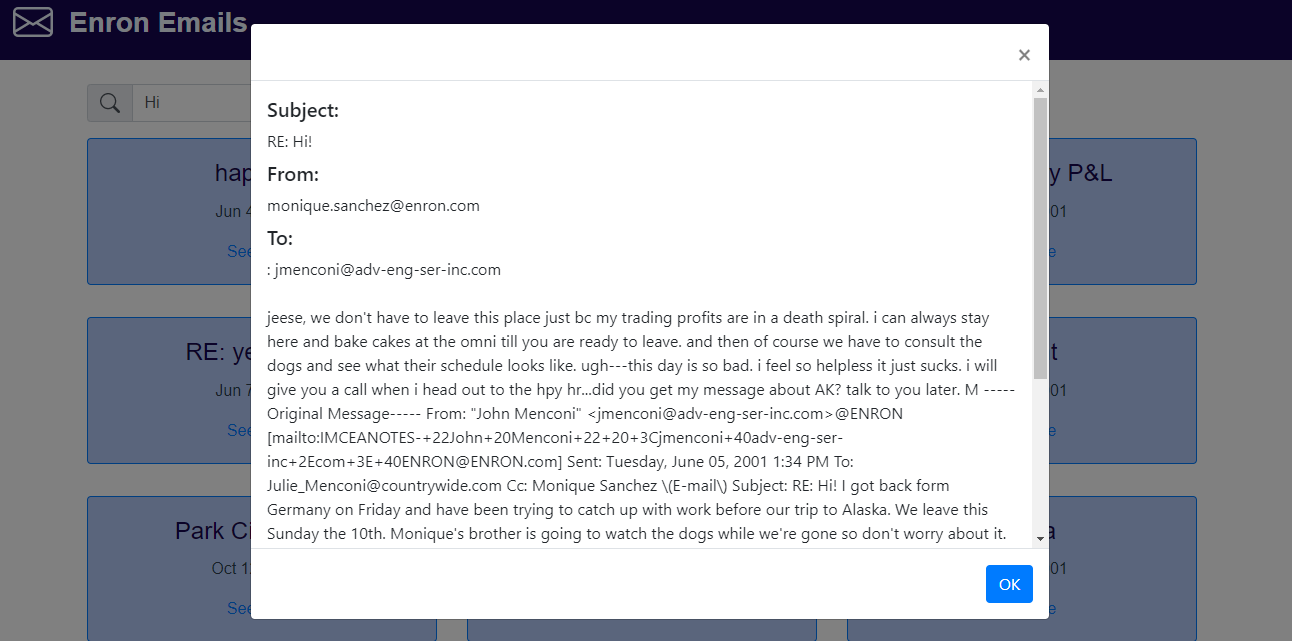 Enron Emails
×
Hi
Subject:
RE: Hi!
From:
monique.sanchez@enron.com
To:
: jmenconi@adv-eng-ser-inc.com
jeese, we don't have to leave this place just bc my trading profits are in a death spiral. i can always stay
here and bake cakes at the omni till you are ready to leave. and then of course we have to consult the
dogs and see what their schedule looks like. ugh---this day is so bad. i feel so helpless it just sucks. i will
give you a call when i head out to the hpy hr...did you get my message about AK? talk to you later. M -----
Original Message----- From: "John Menconi" <jmenconi@adv-eng-ser-inc.com>@ENRON
[mailto:IMCEANOTES-+22John+20Menconi+22+20+3Cjmenconi+40adv-eng-ser-
inc+2Ecom+3E+40ENRON@ENRON.com] Sent: Tuesday, June 05, 2001 1:34 PM To:
Julie_Menconi@countrywide.com Cc: Monique Sanchez \(E-mail\) Subject: RE: Hi! I got back form
Germany on Friday and have been trying to catch up with work before our trip to Alaska. We leave this
Sunday the 10th. Monique's brother is going to watch the dogs while we're gone so don't worry about it.
OK
hap
y P&L
Jun 4
01
See
e
RE: ye
t
Jun 7
01
See
e
Park Ci
a
Oct 1
01
See
e